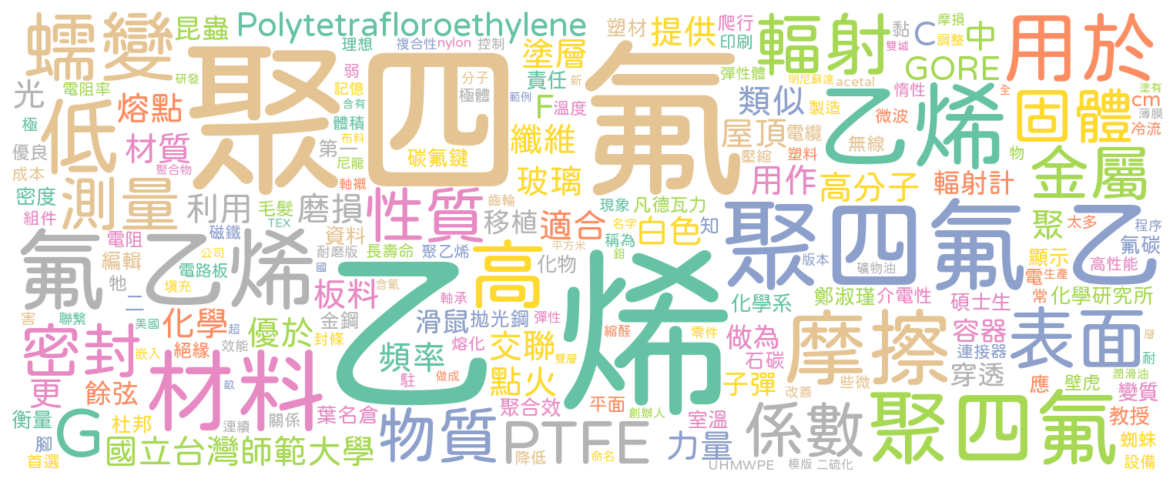 蠕變
昆蟲
Polytetrafloroethylene
塑材
提供
爬行
黏
摩損
C
中
用於
聚四氟
理想
複合性
nylon
控制
塗層
印刷
輻射
雙墟
調整
GORE
研發
弱
分子
責任
彈性體
明尼蘇達
acetal
全
塗有
光
電阻率
記憶
極體
範例
新
F
溫度
類似
製造
惰性
乙烯
固體
cm
薄膜
低
熔點
含有
體積
布科
碳氟鍵
纖維
屋頂
電纜
微波
無線
冷流
極
優良
材質
第一
尼龍
壓縮
塑料
物
金屬
成本
聚合物
玻璃
用作
高分子
輻射計
密度
測量
軸襯
齒輪
組件
利用
毛髮
TEX
磨損
性質
移植
現象
凡德瓦力
名字
適合
白色
知
聚四氟乙
聚
太多
程序
氟碳
氟乙烯
電阻
磁鐵
資料
編輯
公司
耐磨版
長壽命
聚乙烯
稱為
鉬
平方米
版本
礦物油
顯示
高性能
牠
電路板
國
乙烯
高
化物
電
生產
填充
二
板料
含氟
化學系
鄭淑瑾
介電性
碩士生
常
化學研究所
害
聯繫
美國
化學
超
金鋼
軸承
滑鼠
拋光鋼
彈性
縮醛
零件
做為
摩擦
容器
表面
層
密封
嵌入
絕緣
效能
優於
封條
頻率
熔化
交聯
雙層
石碳
連接器
耐
更
餘弦
材料
軟
駐
做成
點火
子彈
改善
些微
穿透
應
壁虎
潤滑油
變質
衡量
G
杜邦
連續
關係
葉名倉
聚合效
平面
創辦人
室溫
係數
聚四氟
教授
腳
首選
國立台灣師範大學
物質
PTFE
降低
命名
力量
UHMWPE
模版
二硫化
蜘蛛
設備